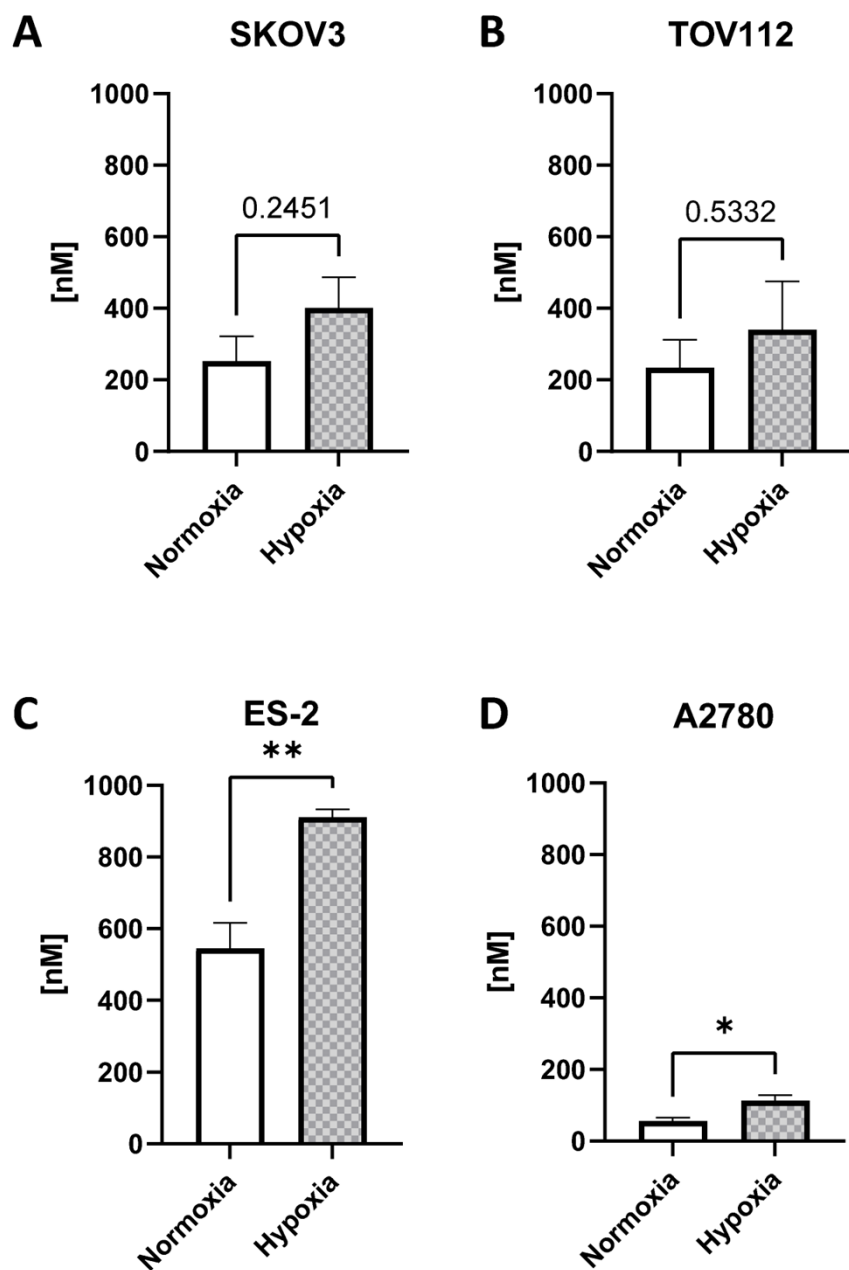 A
SKOV3
1000
800
600
400
200
0
[nM]
0.2451
Normoxia
Hypoxia
B
TOV112
1000
800
600
400
200
0
[nM]
0.5332
Normoxia
Hypoxia
C
ES-2
**
1000
800
600
400
200
0
[nM]
Normoxia
Hypoxia
D
A2780
1000
800
600
400
200
0
[nM]
*
Normoxia
Hypoxia